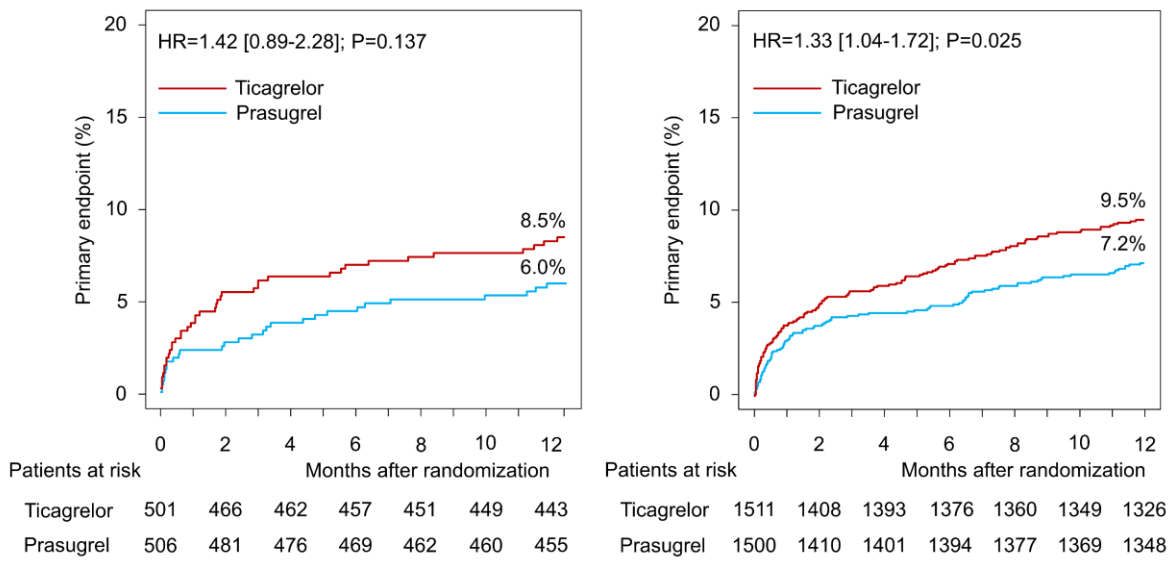 20
HR=1.42 [0.89-2.28]; P=0.137
Ticagrelor
Prasugrel
15
Primary endpoint (%)
10
8.5%
6.0%
5
0
0 2 4 6 8 10 12
Patients at risk Months after randomization
Ticagrelor 501 466 462 457 451 449 443
Prasugrel 506 481 476 469 462 460 455
20
HR=1.33 [1.04-1.72]; P=0.025
Ticagrelor
Prasugrel
15
Primary endpoint (%)
10
9.5%
7.2%
5
0
0 2 4 6 8 10 12
Patients at risk Months after randomization
Ticagrelor 1511 1408 1393 1376 1360 1349 1326
Prasugrel 1500 1410 1401 1394 1377 1369 1348